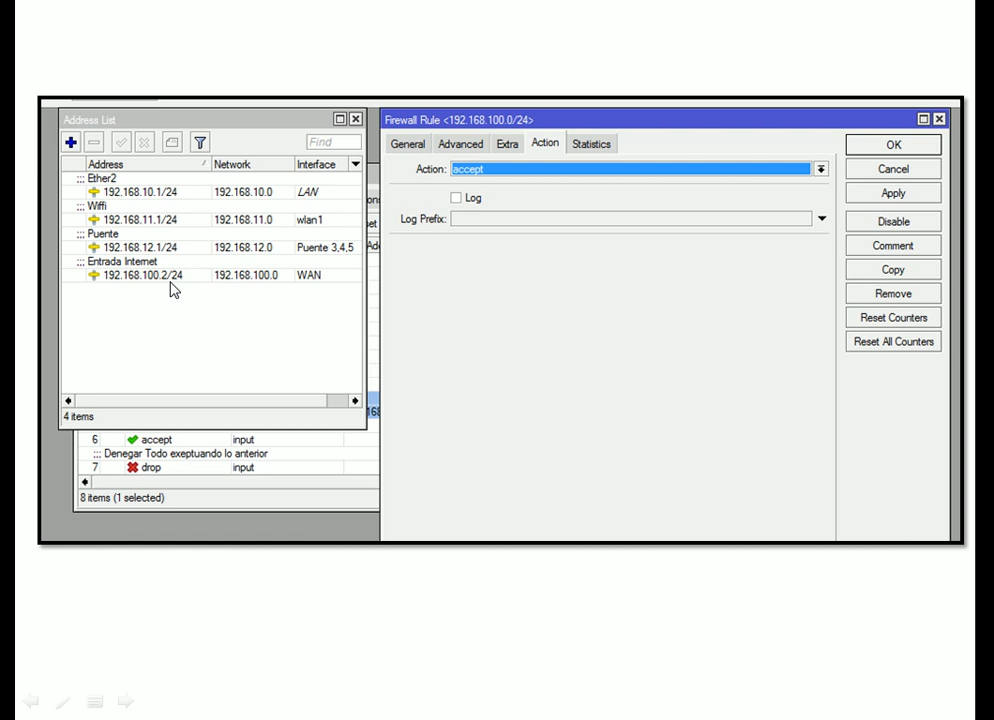 Address List
Find
Address Network Interface
::: Ether2
192.168.10.1/24 192.168.10.0 LAN
::: Wiffi
192.168.11.1/24 192.168.11.0 wlan1
::: Puente
192.168.12.1/24 192.168.12.0 Puente 3,4,5
::: Entrada Internet
192.168.100.2/24 192.168.100.0 WAN
4 items
6 accept input
::: Denegar Todo exeptuando lo anterior
7 drop input
8 items (1 selected)
Firewall Rule <192.168.100.0/24>
General Advanced Extra Action Statistics
Action: accept
Log
Log Prefix:
OK
Cancel
Apply
Disable
Comment
Copy
Remove
Reset Counters
Reset All Counters